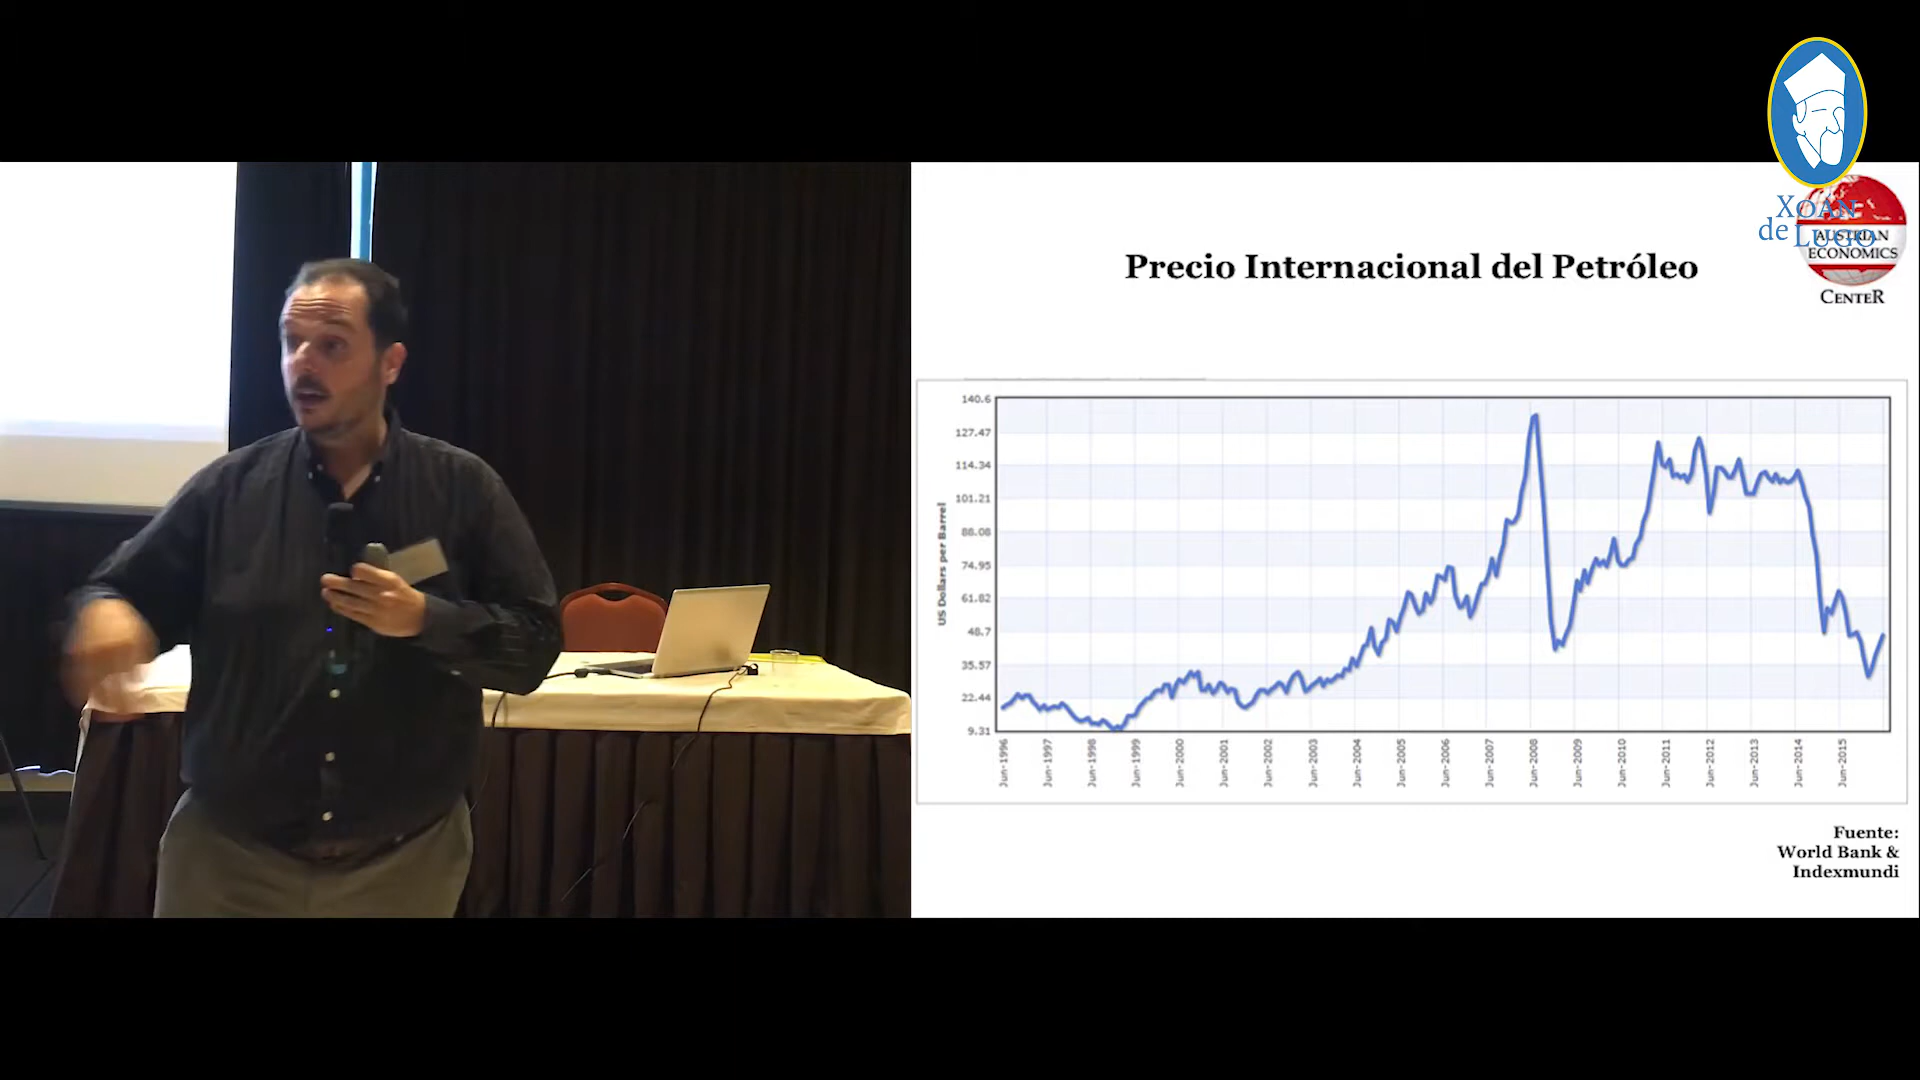 XOÁN
de LUGO
AUSTRIAN
ECONOMICS
CENTER
Precio Internacional del Petróleo
US Dollars per Barrel
140.6
127.47
114.34
101.21
88.08
74.95
61.82
48.7
35.57
22.44
9.31
Jun-1996
Jun-1997
Jun-1998
Jun-1999
Jun-2000
Jun-2001
Jun-2002
Jun-2003
Jun-2004
Jun-2005
Jun-2006
Jun-2007
Jun-2008
Jun-2009
Jun-2010
Jun-2011
Jun-2012
Jun-2013
Jun-2014
Jun-2015
Fuente:
World Bank &
Indexmundi